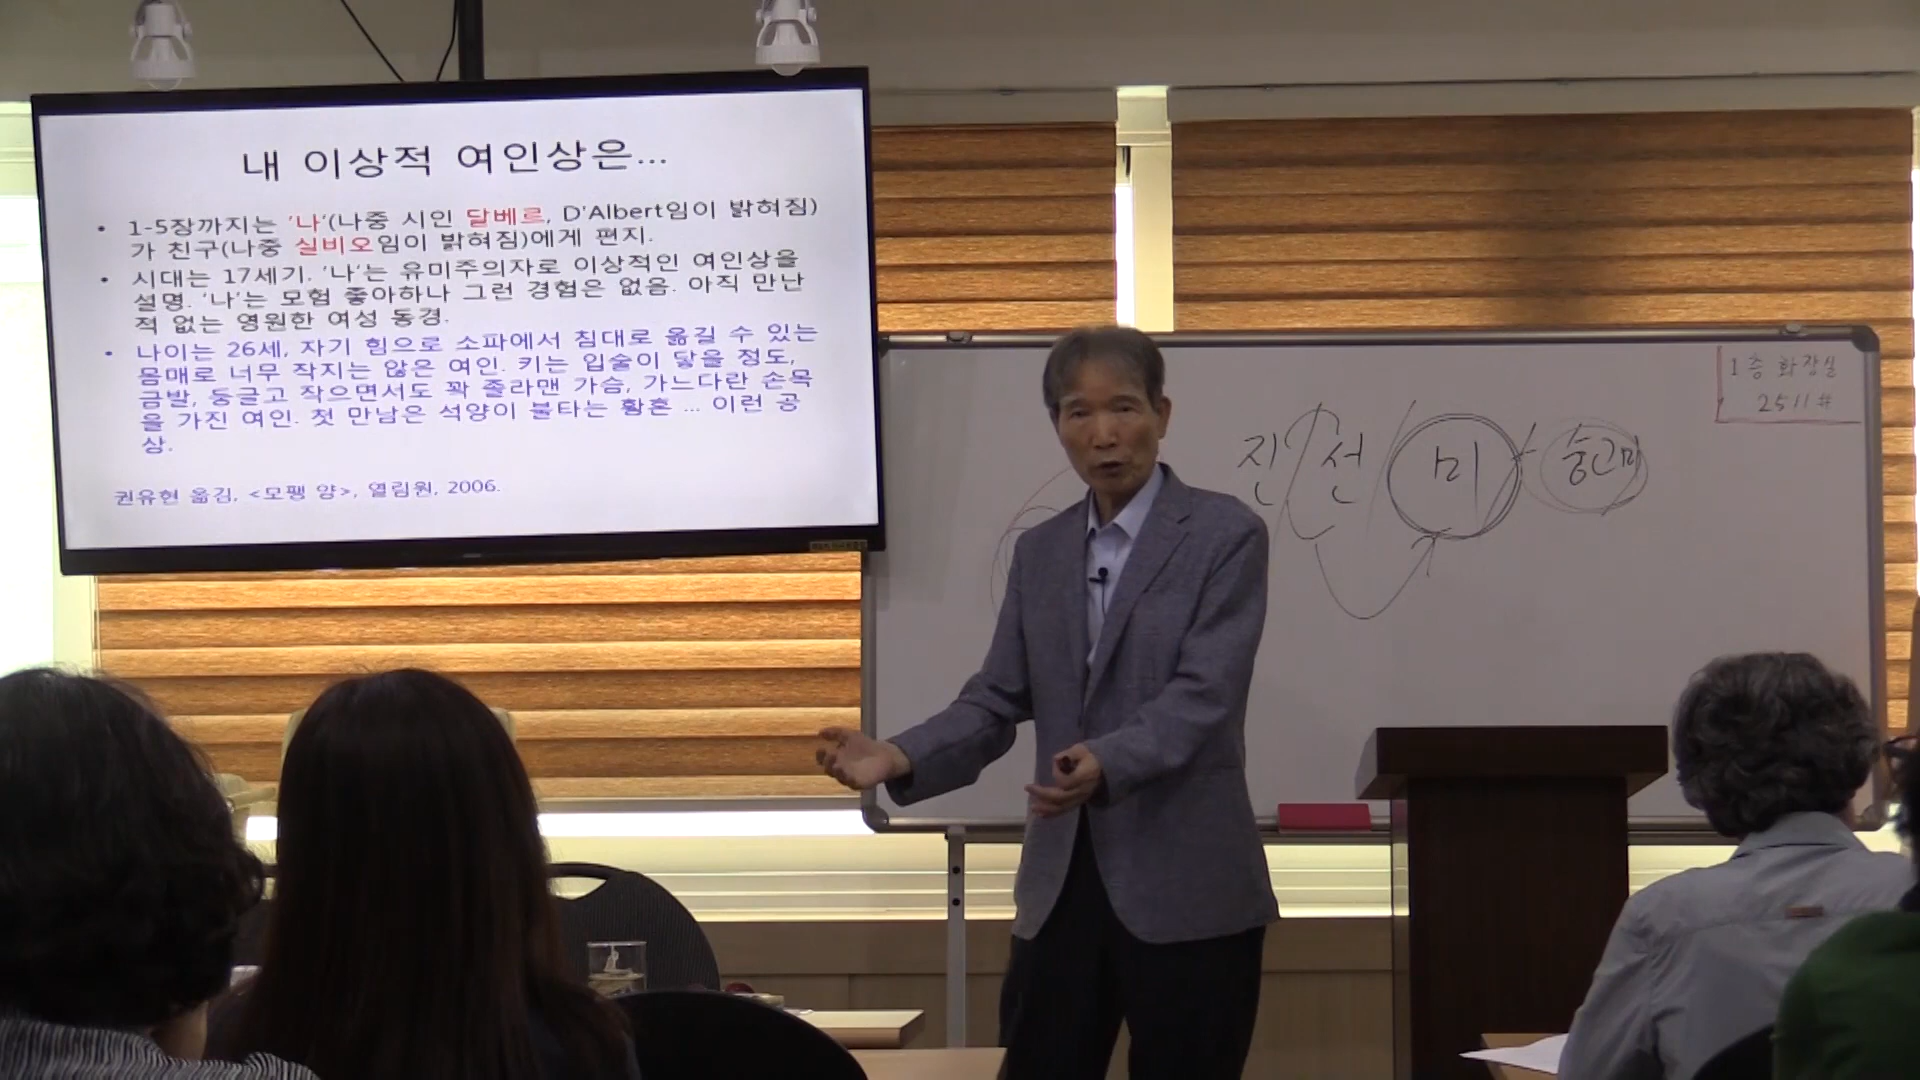 내 이상적 여인상은...
• 1-5장까지는 '나'(나중 시인 달베르, D'Albert임이 밝혀짐)
가 친구(나중 실비오임이 밝혀짐)에게 편지.
• 시대는 17세기. '나'는 유미주의자로 이상적인 여인상을
설명. '나'는 모험 좋아하나 그런 경험은 없음. 아직 만난
적 없는 영원한 여성 동경.
• 나이는 26세, 자기 힘으로 소파에서 침대로 옮길 수 있는
몸매로 너무 작지는 않은 여인. 키는 입술이 닿을 정도,
금발, 둥글고 작으면서도 꽉 졸라맨 가슴, 가느다란 손목
을 가진 여인. 첫 만남은 석양이 불타는 황혼 ... 이런 공
상.
권유현 옮김, <모팽 양>, 열림원, 2006.
1층 화장실
2511#
진 선 미 숭고미